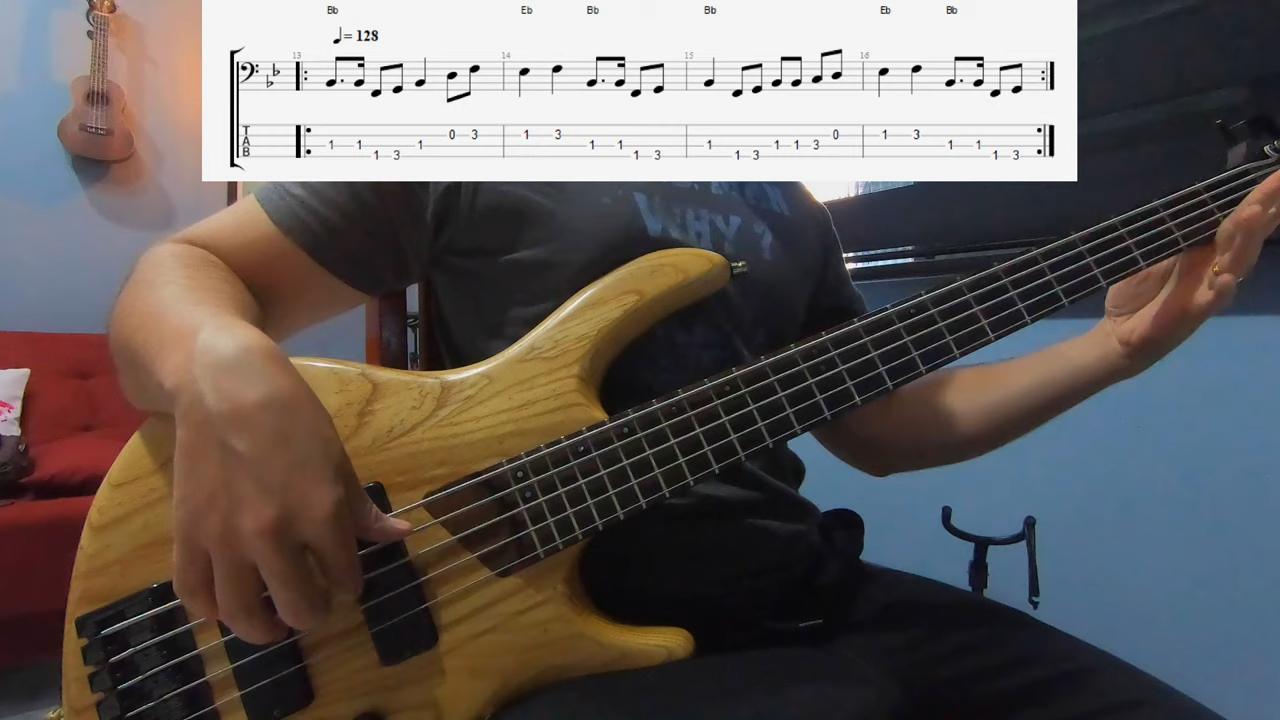 Bb Eb Bb Bb Eb Bb
♩= 128
13 14 15 16
T 0 3 1 3 0 1 3
A 1 1 1 1 1 1 1 1 3 1 1
B 1 3 1 3 1 3 1 3
WHY?